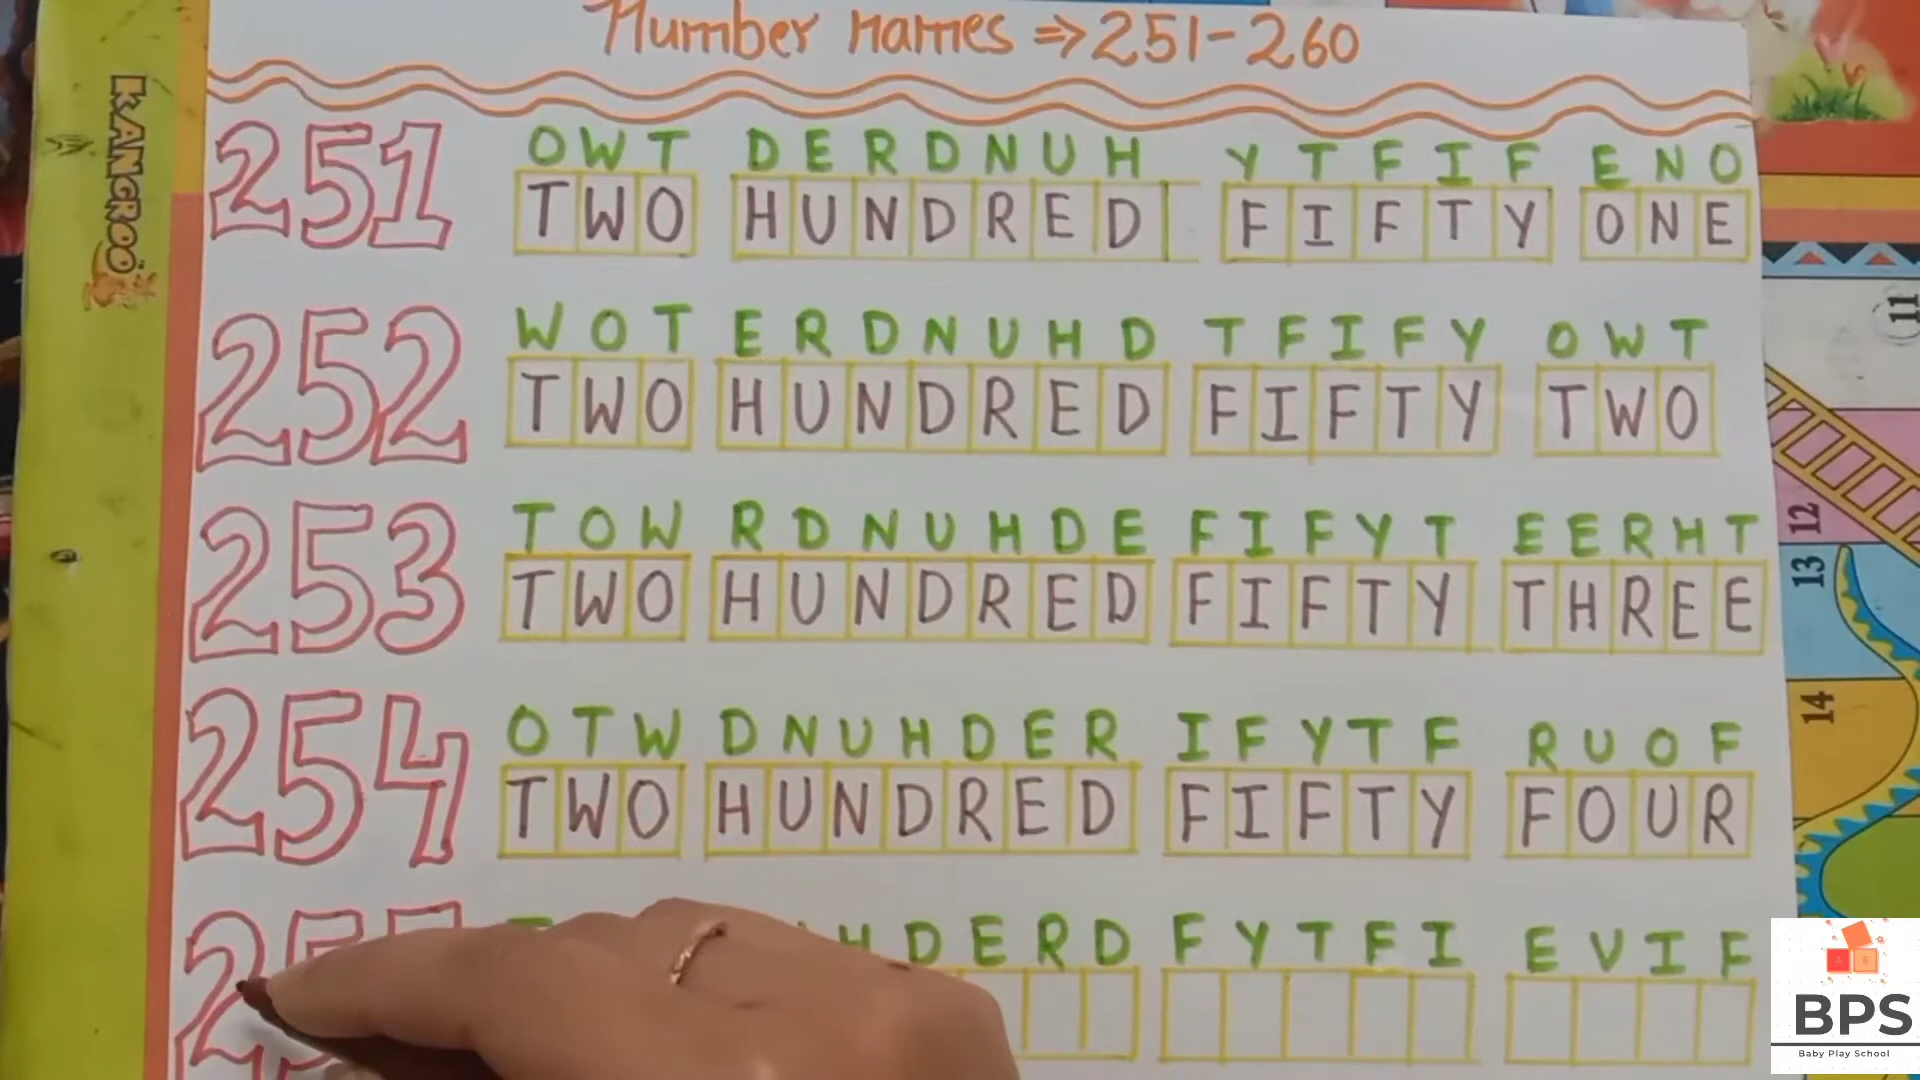 Number names ⇒ 251-260
KANGROO
251 OWT DERDNUH YTFIF ENO
TWO HUNDRED FIFTY ONE
252 WOT ERDNUHD TFIFY OWT
TWO HUNDRED FIFTY TWO
253 TOW RDNUHDE FIFYT EERHT
TWO HUNDRED FIFTY THREE
254 OTW DNUHDER IFYTF RUOF
TWO HUNDRED FIFTY FOUR
FYTFI EVIF
11
12
13
14
BPS
Baby Play School